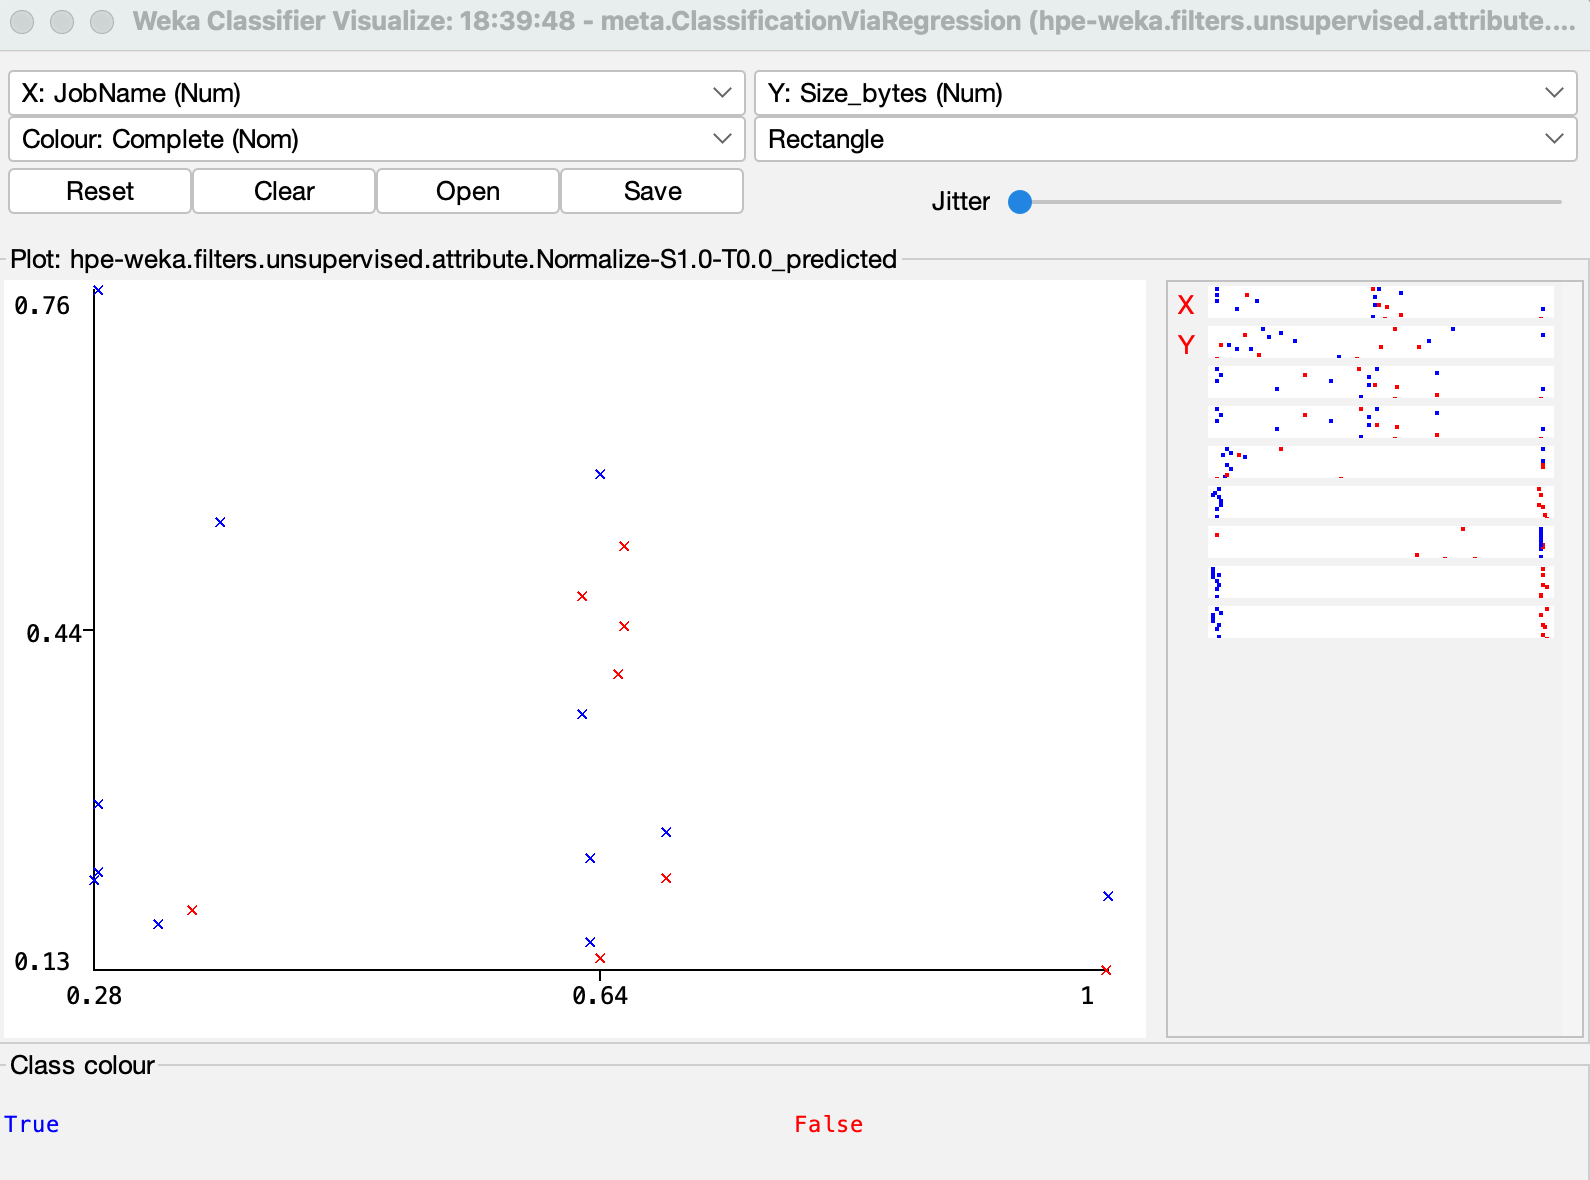 Weka Classifier Visualize: 18:39:48 - meta.ClassificationViaRegression (hpe-weka.filters.unsupervised.attribute....
X: JobName (Num)
Y: Size_bytes (Num)
Colour: Complete (Nom)
Rectangle
Reset
Clear
Open
Save
Jitter
Plot: hpe-weka.filters.unsupervised.attribute.Normalize-S1.0-T0.0_predicted
0.76
0.44
0.13
0.28
0.64
1
X
Y
Class colour
True
False